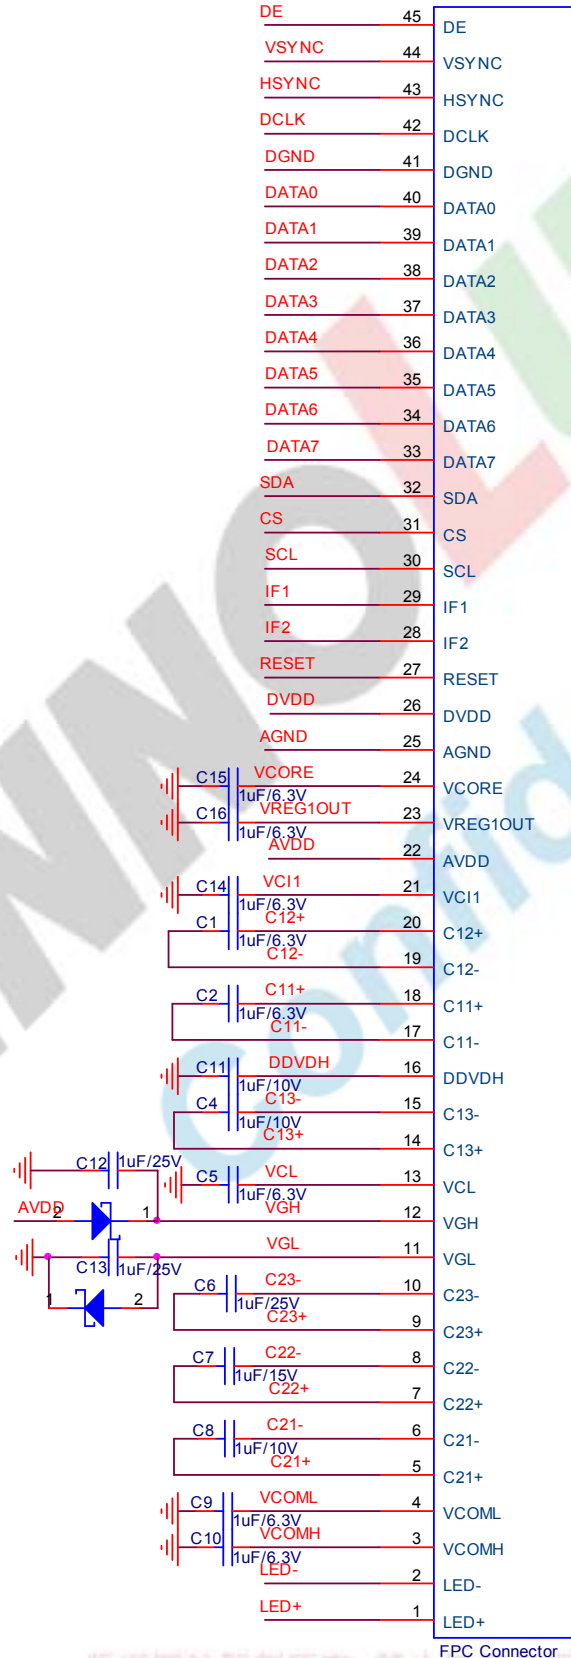 DE 45 DE
VSYNC 44 VSYNC
HSYNC 43 HSYNC
DCLK 42 DCLK
DGND 41 DGND
DATA0 40 DATA0
DATA1 39 DATA1
DATA2 38 DATA2
DATA3 37 DATA3
DATA4 36 DATA4
DATA5 35 DATA5
DATA6 34 DATA6
DATA7 33 DATA7
SDA 32 SDA
CS 31 CS
SCL 30 SCL
IF1 29 IF1
IF2 28 IF2
RESET 27 RESET
DVDD 26 DVDD
AGND 25 AGND
C15 VCORE 24 VCORE
1uF/6.3V
C16 VREG1OUT 23 VREG1OUT
1uF/6.3V
AVDD 22 AVDD
C14 VCI1 21 VCI1
1uF/6.3V
C1 C12+ 20 C12+
1uF/6.3V
C12- 19 C12-
C2 C11+ 18 C11+
1uF/6.3V
C11- 17 C11-
C11 DDVDH 16 DDVDH
1uF/10V
C4 C13- 15 C13-
1uF/10V
C13+ 14 C13+
C12 1uF/25V
C5 VCL 13 VCL
1uF/6.3V
AVDD 2 1 VGH 12 VGH
VGL 11 VGL
C13 1uF/25V
1 2
C6 C23- 10 C23-
1uF/25V
C23+ 9 C23+
C7 C22- 8 C22-
1uF/15V
C22+ 7 C22+
C8 C21- 6 C21-
1uF/10V
C21+ 5 C21+
C9 VCOML 4 VCOML
1uF/6.3V
C10 VCOMH 3 VCOMH
1uF/6.3V
LED- 2 LED-
LED+ 1 LED+
FPC Connector